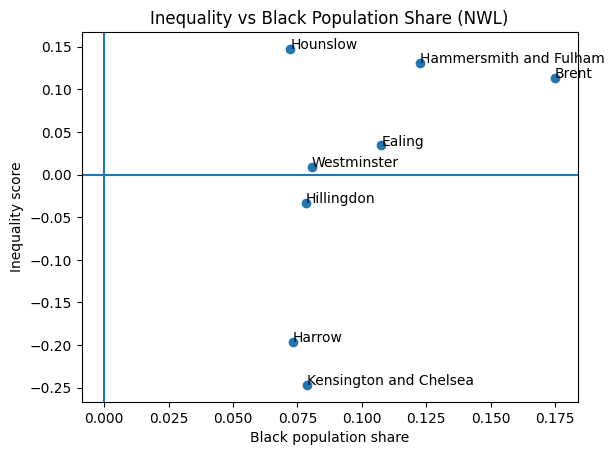 Inequality vs Black Population Share (NWL)
Inequality score
0.15
0.10
0.05
0.00
−0.05
−0.10
−0.15
−0.20
−0.25
Hounslow
Hammersmith and Fulham
Brent
Ealing
Westminster
Hillingdon
Harrow
Kensington and Chelsea
0.000 0.025 0.050 0.075 0.100 0.125 0.150 0.175
Black population share